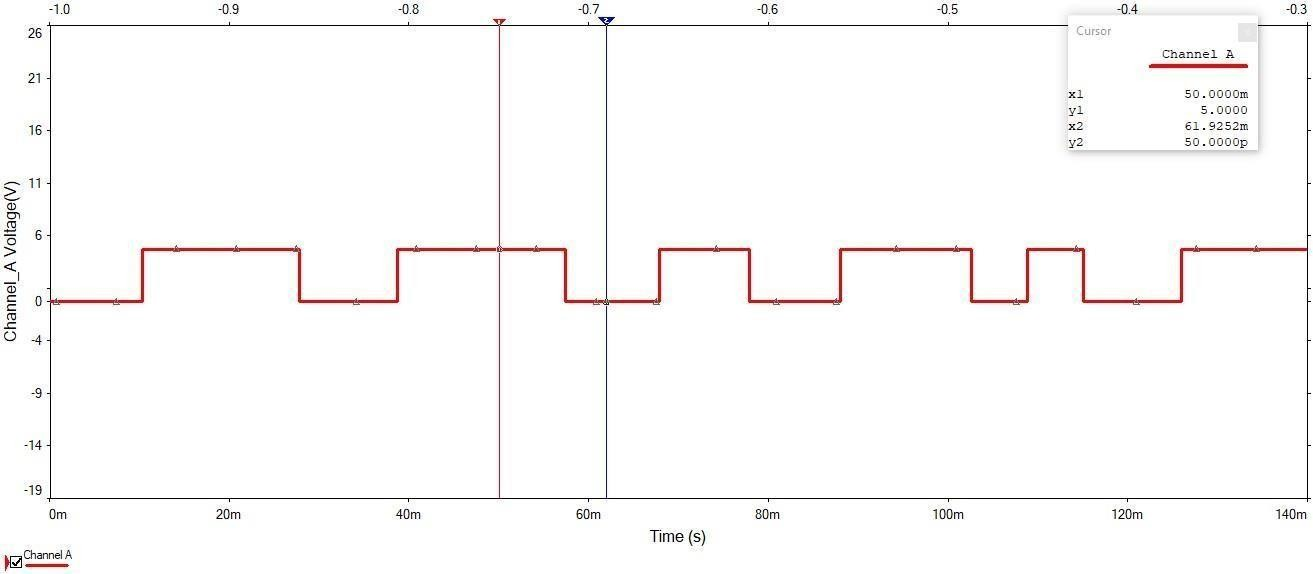 -1.0 -0.9 -0.8 -0.7 -0.6 -0.5 -0.4 -0.3
1
2
Cursor
Channel A
x1 50.0000m
y1 5.0000
x2 61.9252m
y2 50.0000p
26
21
16
11
6
0
-4
-9
-14
-19
Channel_A Voltage(V)
0m 20m 40m 60m 80m 100m 120m 140m
Time (s)
Channel A